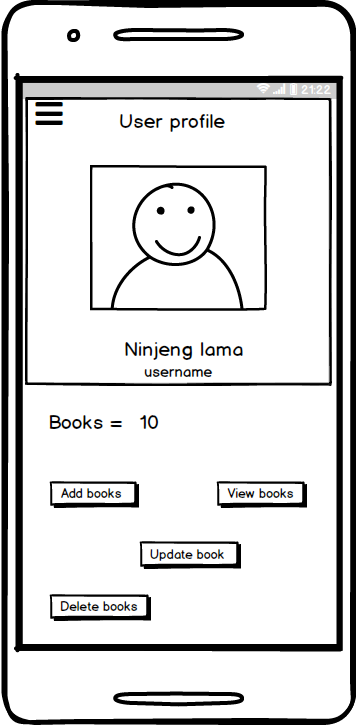 21:22
User profile
Ninjeng lama
username
Books = 10
Add books
View books
Update book
Delete books